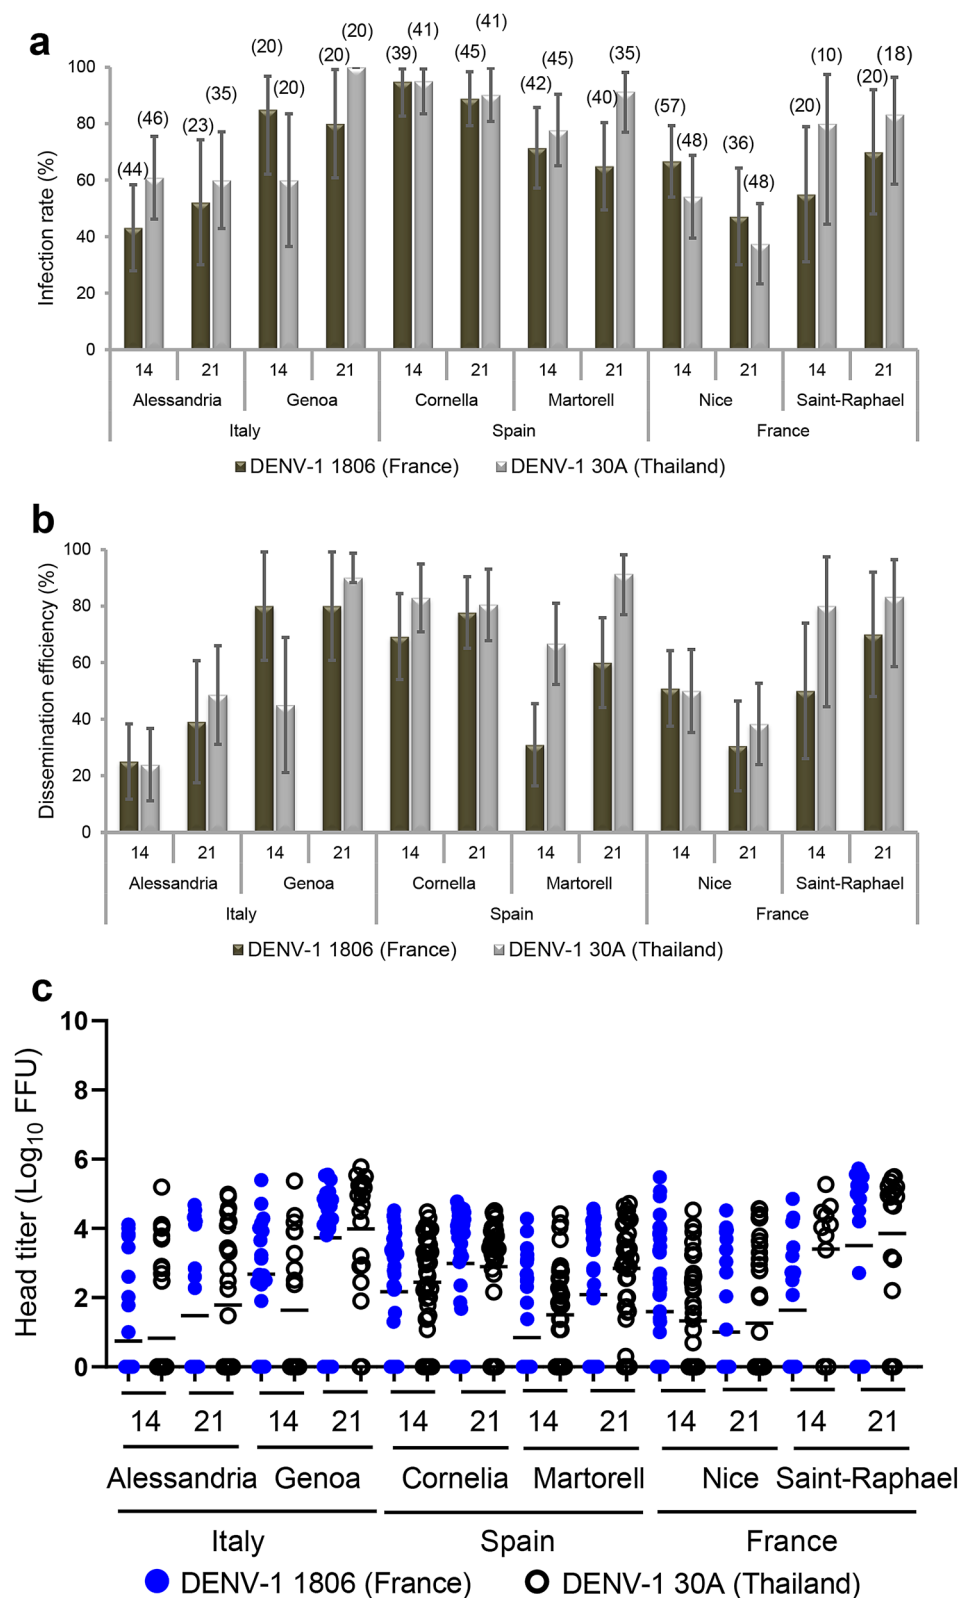 a
(20) (20) (41) (41)
(39) (45) (35) (10) (18)
(46) (35) (20) (20) (42) (45) (40) (57) (36) (20) (20)
(44) (23) (48) (48)
Infection rate (%)
100
80
60
40
20
0
14 21 14 21 14 21 14 21 14 21 14 21
Alessandria Genoa Cornella Martorell Nice Saint-Raphael
Italy Spain France
DENV-1 1806 (France) DENV-1 30A (Thailand)
b
Dissemination efficiency (%)
100
80
60
40
20
0
14 21 14 21 14 21 14 21 14 21 14 21
Alessandria Genoa Cornella Martorell Nice Saint-Raphael
Italy Spain France
DENV-1 1806 (France) DENV-1 30A (Thailand)
c
Head titer (Log10 FFU)
10
8
6
4
2
0
14 21 14 21 14 21 14 21 14 21 14 21
Alessandria Genoa Cornelia Martorell Nice Saint-Raphael
Italy Spain France
DENV-1 1806 (France) DENV-1 30A (Thailand)